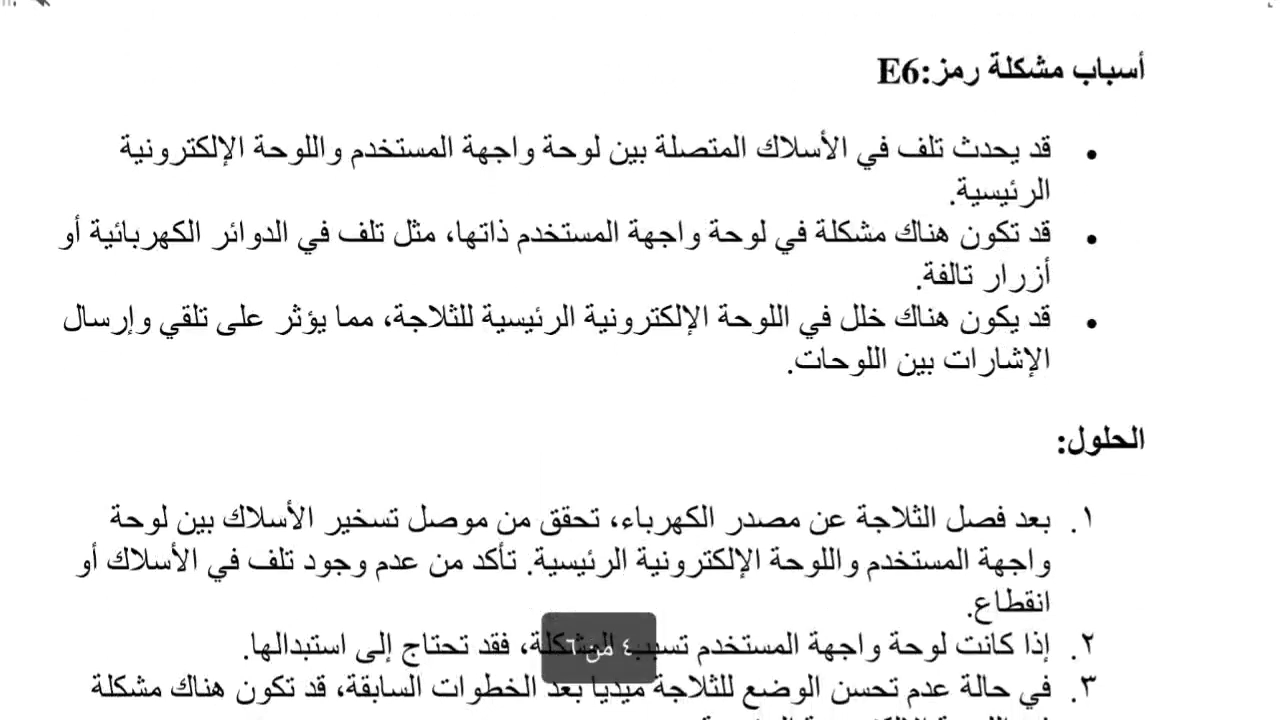 أسباب مشكلة رمز:E6
• قد يحدث تلف في الأسلاك المتصلة بين لوحة واجهة المستخدم واللوحة الإلكترونية
الرئيسية.
• قد تكون هناك مشكلة في لوحة واجهة المستخدم ذاتها، مثل تلف في الدوائر الكهربائية أو
أزرار تالفة.
• قد يكون هناك خلل في اللوحة الإلكترونية الرئيسية للثلاجة، مما يؤثر على تلقي وإرسال
الإشارات بين اللوحات.
الحلول:
١. بعد فصل الثلاجة عن مصدر الكهرباء، تحقق من موصل تسخير الأسلاك بين لوحة
واجهة المستخدم واللوحة الإلكترونية الرئيسية. تأكد من عدم وجود تلف في الأسلاك أو
انقطاع.
٢. إذا كانت لوحة واجهة المستخدم تسبب المشكلة، فقد تحتاج إلى استبدالها.
٤ من ٦
٣. في حالة عدم تحسن الوضع للثلاجة ميديا بعد الخطوات السابقة، قد تكون هناك مشكلة